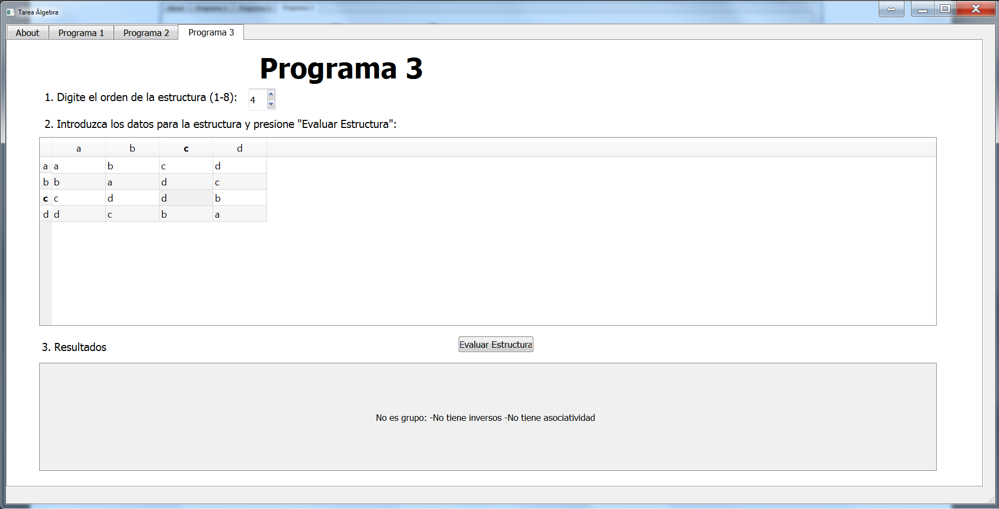 Tarea Álgebra
About Programa 1 Programa 2 Programa 3
Programa 3
1. Digite el orden de la estructura (1-8): 4
2. Introduzca los datos para la estructura y presione "Evaluar Estructura":
a b c d
a a b c d
b b a d c
c c d d b
d d c b a
3. Resultados
Evaluar Estructura
No es grupo: -No tiene inversos -No tiene asociatividad